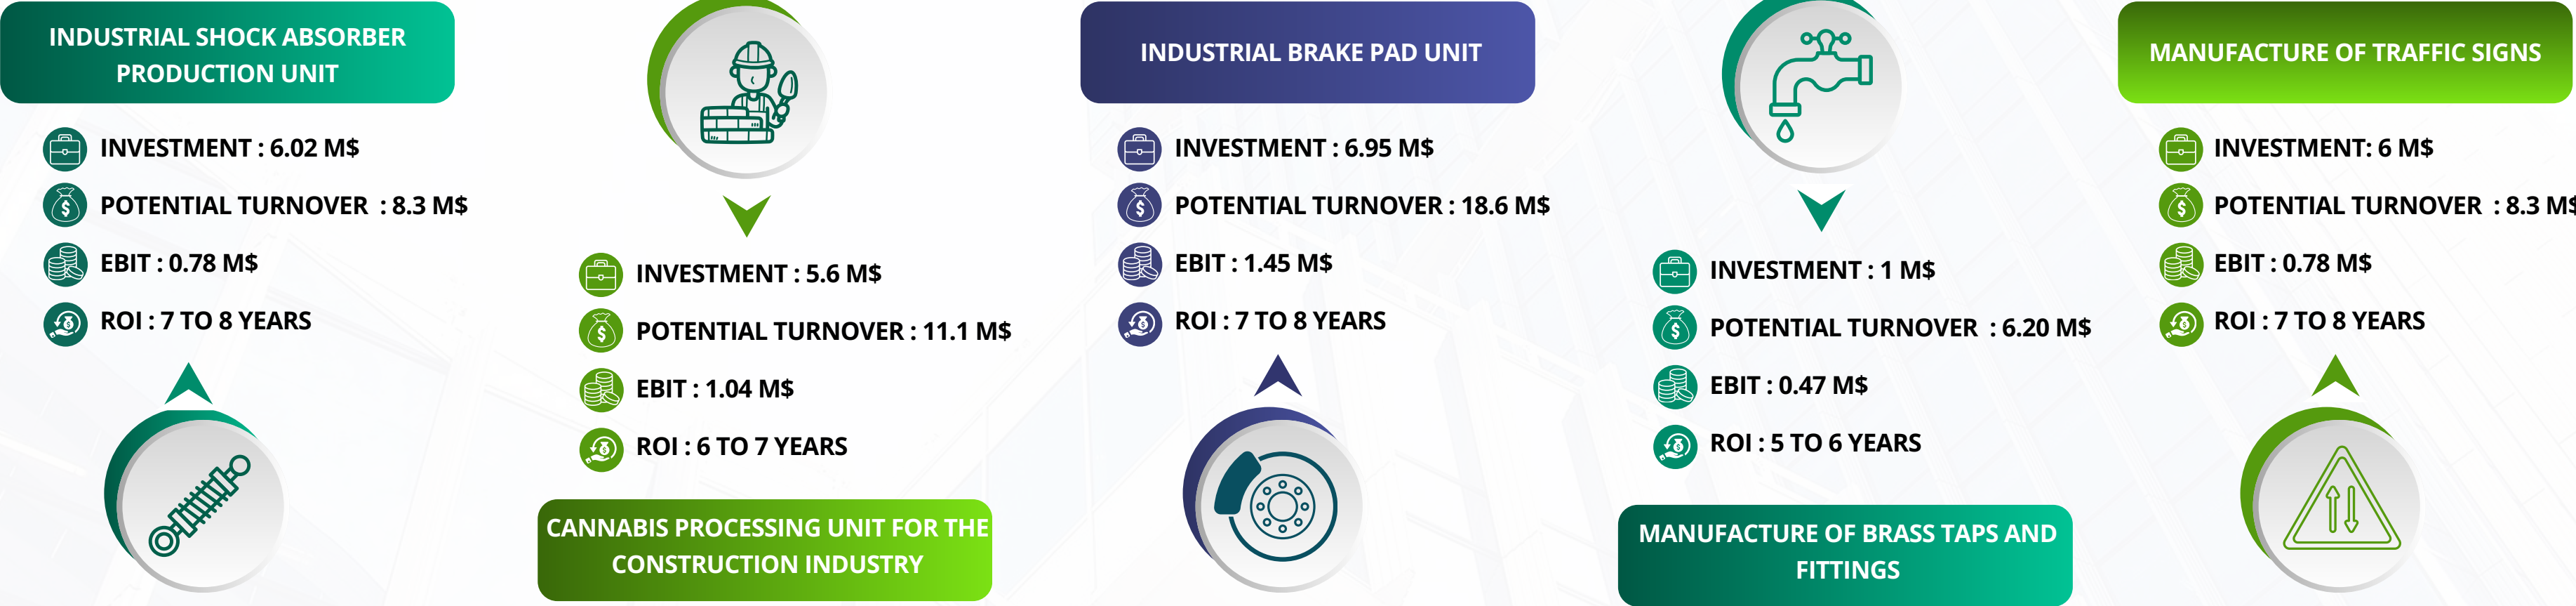 INDUSTRIAL SHOCK ABSORBER
PRODUCTION UNIT
INVESTMENT : 6.02 M$
POTENTIAL TURNOVER : 8.3 M$
EBIT : 0.78 M$
ROI : 7 TO 8 YEARS
INVESTMENT : 5.6 M$
POTENTIAL TURNOVER : 11.1 M$
EBIT : 1.04 M$
ROI : 6 TO 7 YEARS
CANNABIS PROCESSING UNIT FOR THE
CONSTRUCTION INDUSTRY
INDUSTRIAL BRAKE PAD UNIT
INVESTMENT : 6.95 M$
POTENTIAL TURNOVER : 18.6 M$
EBIT : 1.45 M$
ROI : 7 TO 8 YEARS
INVESTMENT : 1 M$
POTENTIAL TURNOVER : 6.20 M$
EBIT : 0.47 M$
ROI : 5 TO 6 YEARS
MANUFACTURE OF BRASS TAPS AND
FITTINGS
MANUFACTURE OF TRAFFIC SIGNS
INVESTMENT: 6 M$
POTENTIAL TURNOVER : 8.3 M$
EBIT : 0.78 M$
ROI : 7 TO 8 YEARS